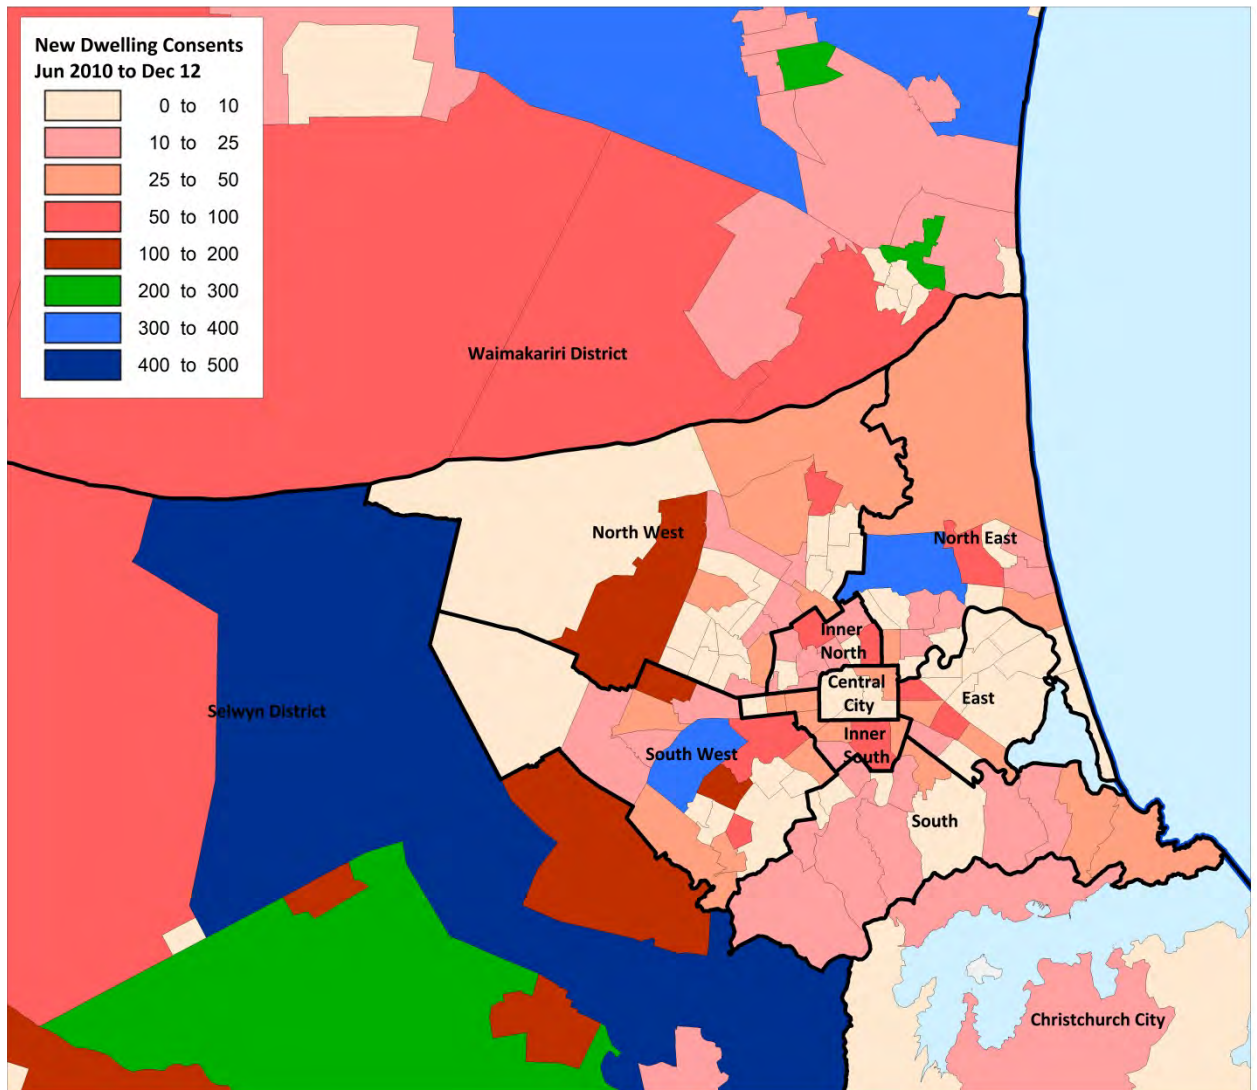 New Dwelling Consents
Jun 2010 to Dec 12
0 to 10
10 to 25
25 to 50
50 to 100
100 to 200
200 to 300
300 to 400
400 to 500
Waimakariri District
North West
North East
Inner
North
Central
City
East
Selwyn District
South West
Inner
South
South
Christchurch City